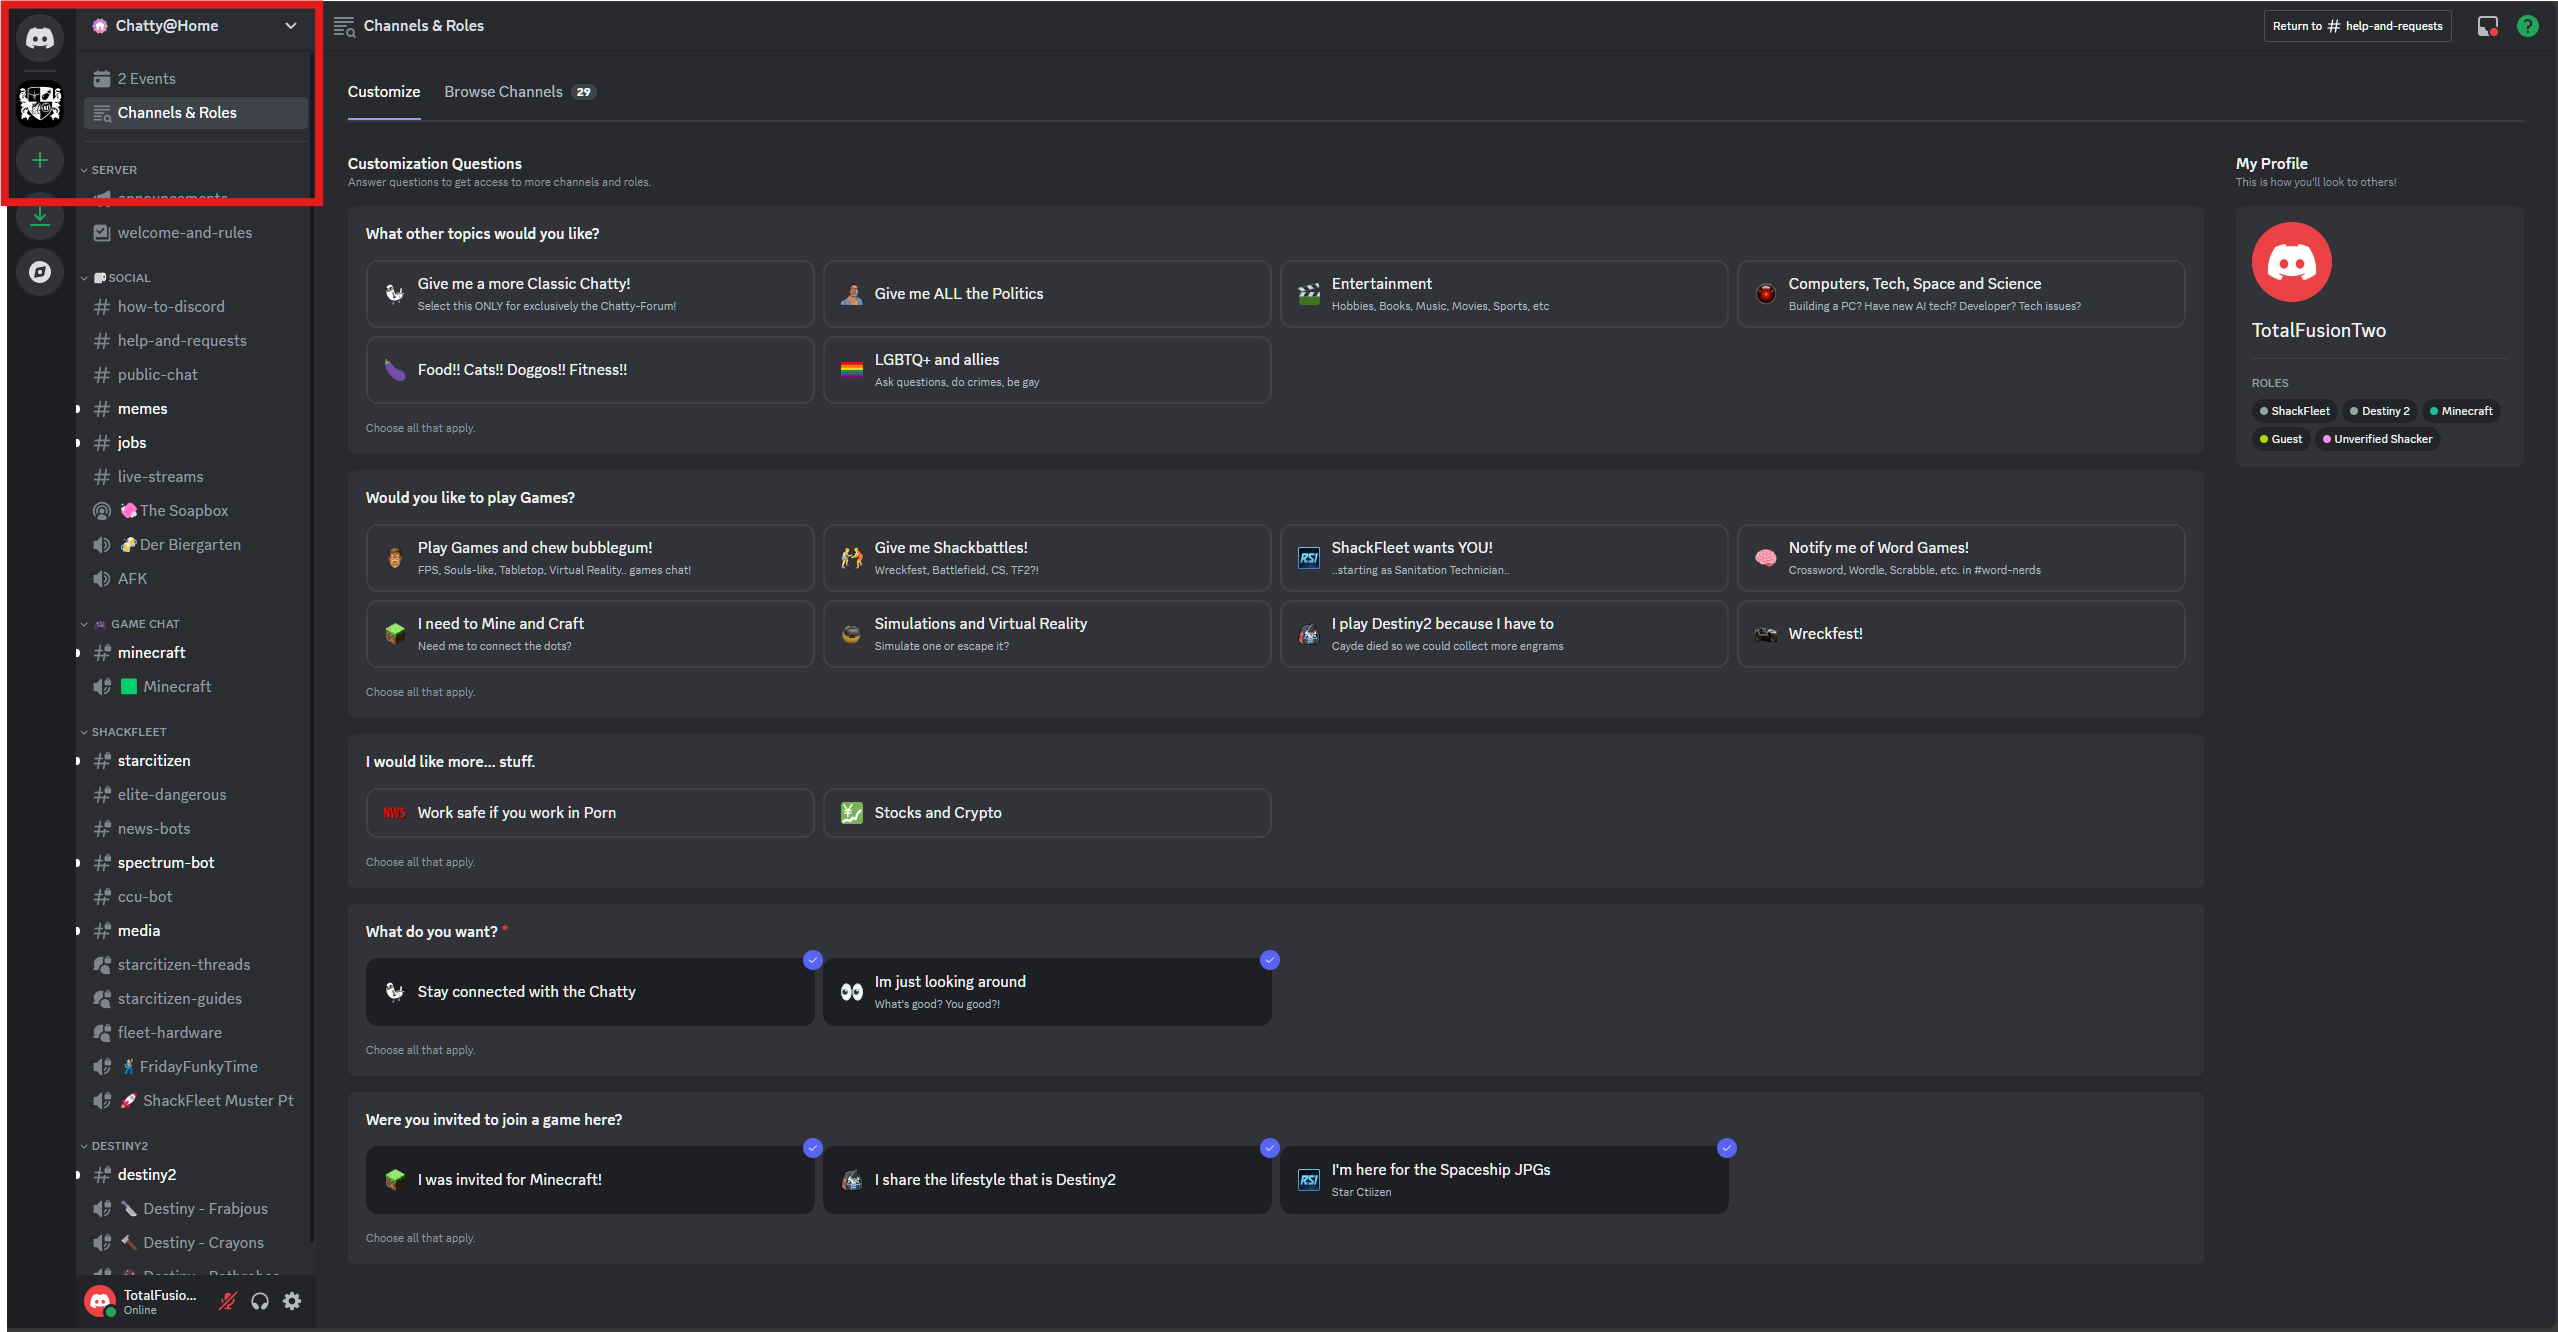 Chatty@Home
2 Events
Channels & Roles
SERVER
announcements
welcome-and-rules
SOCIAL
how-to-discord
help-and-requests
public-chat
memes
jobs
live-streams
The Soapbox
Der Biergarten
AFK
GAME CHAT
minecraft
Minecraft
SHACKFLEET
starcitizen
elite-dangerous
news-bots
spectrum-bot
ccu-bot
media
starcitizen-threads
starcitizen-guides
fleet-hardware
FridayFunkyTime
ShackFleet Muster Pt
DESTINY2
destiny2
Destiny - Frabjous
Destiny - Crayons
TotalFusio...
Online
Channels & Roles
Return to # help-and-requests
Customize
Browse Channels 29
Customization Questions
Answer questions to get access to more channels and roles.
What other topics would you like?
Give me a more Classic Chatty!
Select this ONLY for exclusively the Chatty-Forum!
Give me ALL the Politics
Entertainment
Hobbies, Books, Music, Movies, Sports, etc
Computers, Tech, Space and Science
Building a PC? Have new AI tech? Developer? Tech issues?
Food!! Cats!! Doggos!! Fitness!!
LGBTQ+ and allies
Ask questions, do crimes, be gay
Choose all that apply.
Would you like to play Games?
Play Games and chew bubblegum!
FPS, Souls-like, Tabletop, Virtual Reality.. games chat!
Give me Shackbattles!
Wreckfest, Battlefield, CS, TF2?!
RSI
ShackFleet wants YOU!
..starting as Sanitation Technician..
Notify me of Word Games!
Crossword, Wordle, Scrabble, etc. in #word-nerds
I need to Mine and Craft
Need me to connect the dots?
Simulations and Virtual Reality
Simulate one or escape it?
I play Destiny2 because I have to
Cayde died so we could collect more engrams
Wreckfest!
Choose all that apply.
I would like more... stuff.
NWS
Work safe if you work in Porn
Stocks and Crypto
Choose all that apply.
What do you want? *
Stay connected with the Chatty
Im just looking around
What's good? You good?!
Choose all that apply.
Were you invited to join a game here?
I was invited for Minecraft!
I share the lifestyle that is Destiny2
RSI
I'm here for the Spaceship JPGs
Star Ctiizen
Choose all that apply.
My Profile
This is how you'll look to others!
TotalFusionTwo
ROLES
ShackFleet
Destiny 2
Minecraft
Guest
Unverified Shacker